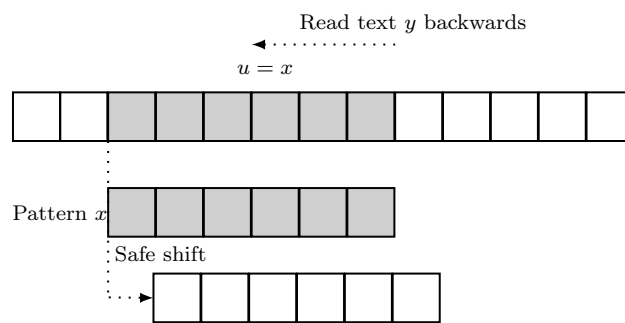 Read text y backwards
u = x
Pattern x
Safe shift